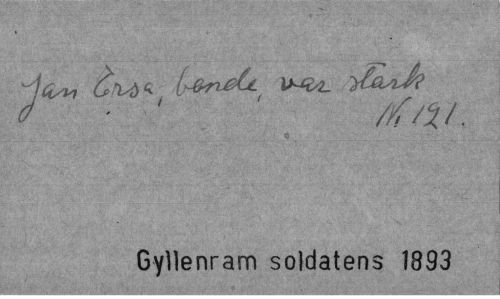 Jan Ersa, bonde, var stark
N. 121.
Gyllenram soldatens 1893